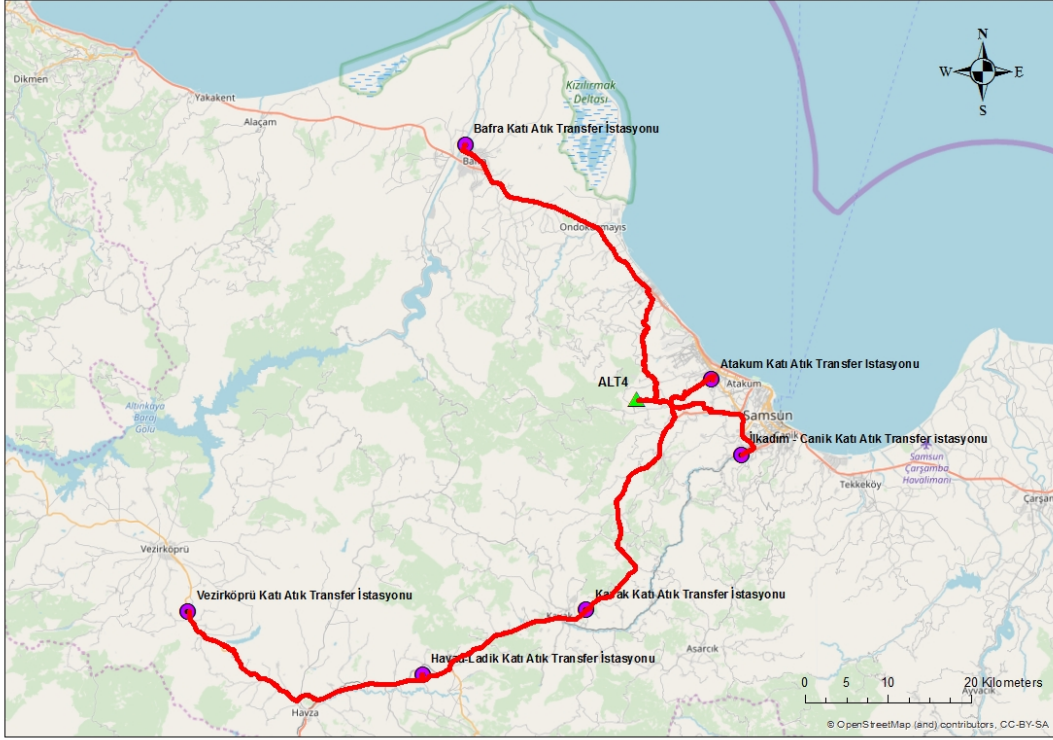 N
W
E
S
Dikmen
Yakakent
Alaçam
Kızılırmak
Deltası
Bafra Katı Atık Transfer İstasyonu
Ondokuzmayıs
Atakum Katı Atık Transfer İstasyonu
ALT4
Atakum
Samsun
Altınkaya
Baraj
Gölü
İlkadım - Canik Katı Atık Transfer istasyonu
Samsun
Çarşamba
Havalimanı
Tekkeköy
Vezirköprü
Vezirköprü Katı Atık Transfer İstasyonu
Kavak Katı Atık Transfer İstasyonu
Kavak
Asarcık
Havza-Ladik Katı Atık Transfer İstasyonu
Havza
0 5 10 20 Kilometers
Ayvacık
© OpenStreetMap (and) contributors, CC-BY-SA